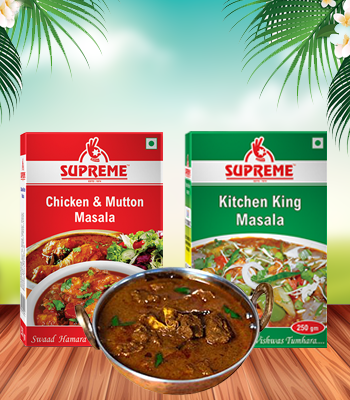 SUPREME
Chicken & Mutton
Masala
Swaad Hamara
SUPREME
Kitchen King
Masala
250 gm
Vishwas Tumhara....